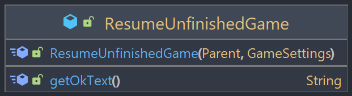 ResumeUnfinishedGame
ResumeUnfinishedGame(Parent, GameSettings)
getOkText() String